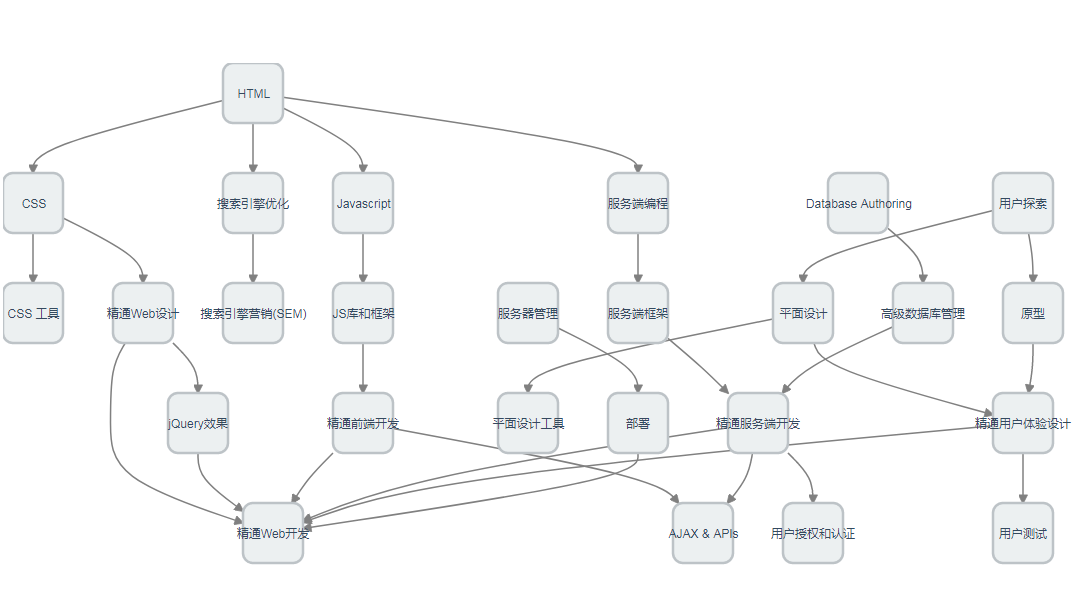 HTML
CSS
搜索引擎优化
Javascript
服务端编程
Database Authoring
用户探索
CSS 工具
精通Web设计
搜索引擎营销(SEM)
JS库和框架
服务器管理
服务端框架
平面设计
高级数据库管理
原型
jQuery效果
精通前端开发
平面设计工具
部署
精通服务端开发
精通用户体验设计
精通Web开发
AJAX & APIs
用户授权和认证
用户测试